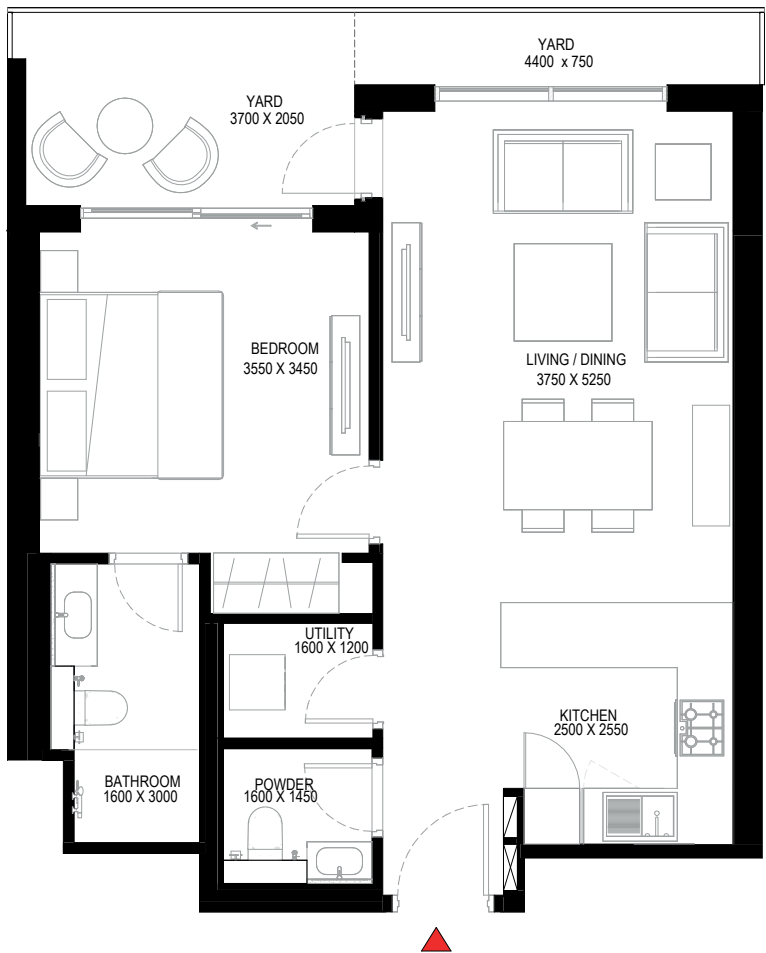 YARD
4400 x 750
YARD
3700 X 2050
BEDROOM
3550 X 3450
LIVING / DINING
3750 X 5250
UTILITY
1600 X 1200
KITCHEN
2500 X 2550
BATHROOM
1600 X 3000
POWDER
1600 X 1450